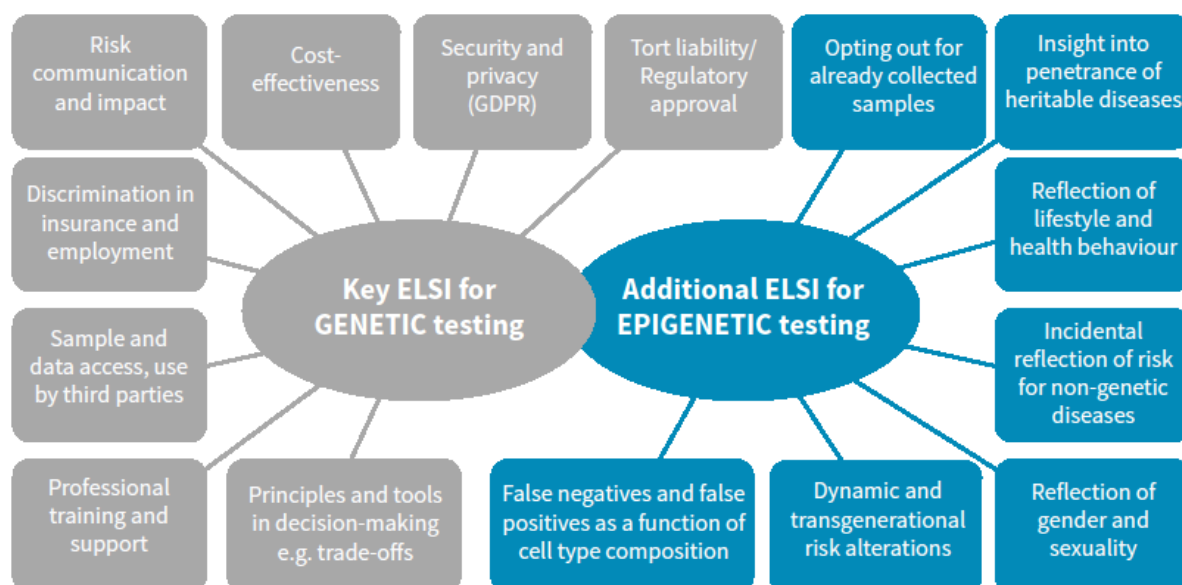 Risk
communication
and impact
Cost-
effectiveness
Security and
privacy
(GDPR)
Tort liability/
Regulatory
approval
Opting out for
already collected
samples
Insight into
penetrance of
heritable diseases
Discrimination in
insurance and
employment
Reflection of
lifestyle and
health behaviour
Key ELSI for
GENETIC testing
Additional ELSI for
EPIGENETIC testing
Sample and
data access, use
by third parties
Incidental
reflection of risk
for non-genetic
diseases
Professional
training and
support
Principles and tools
in decision-making
e.g. trade-offs
False negatives and false
positives as a function of
cell type composition
Dynamic and
transgenerational
risk alterations
Reflection of
gender and
sexuality